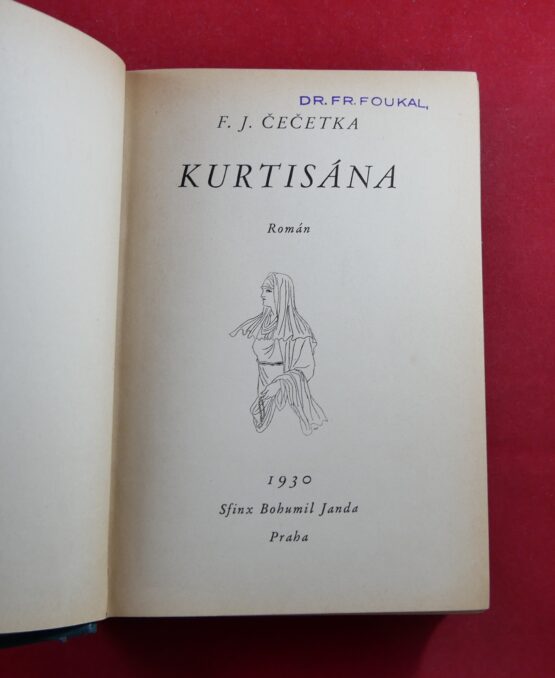 DR. FR. FOUKAL,
F. J. ČEČETKA
KURTISÁNA
Román
1930
Sfinx Bohumil Janda
Praha